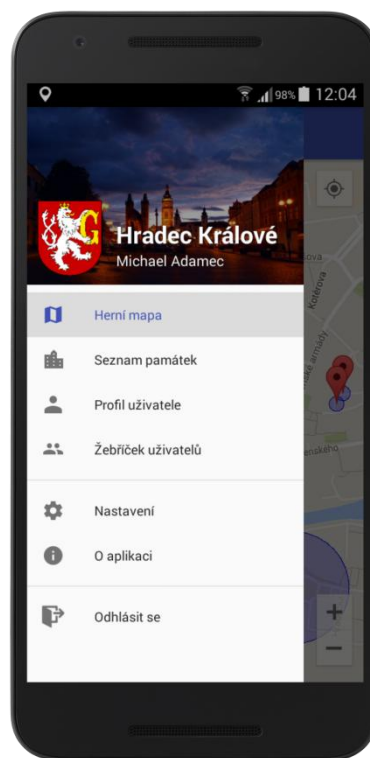 98% 12:04
G
Hradec Králové
Michael Adamec
Herní mapa
Seznam památek
Profil uživatele
Žebříček uživatelů
Nastavení
O aplikaci
Odhlásit se
Kotěrova
+
−